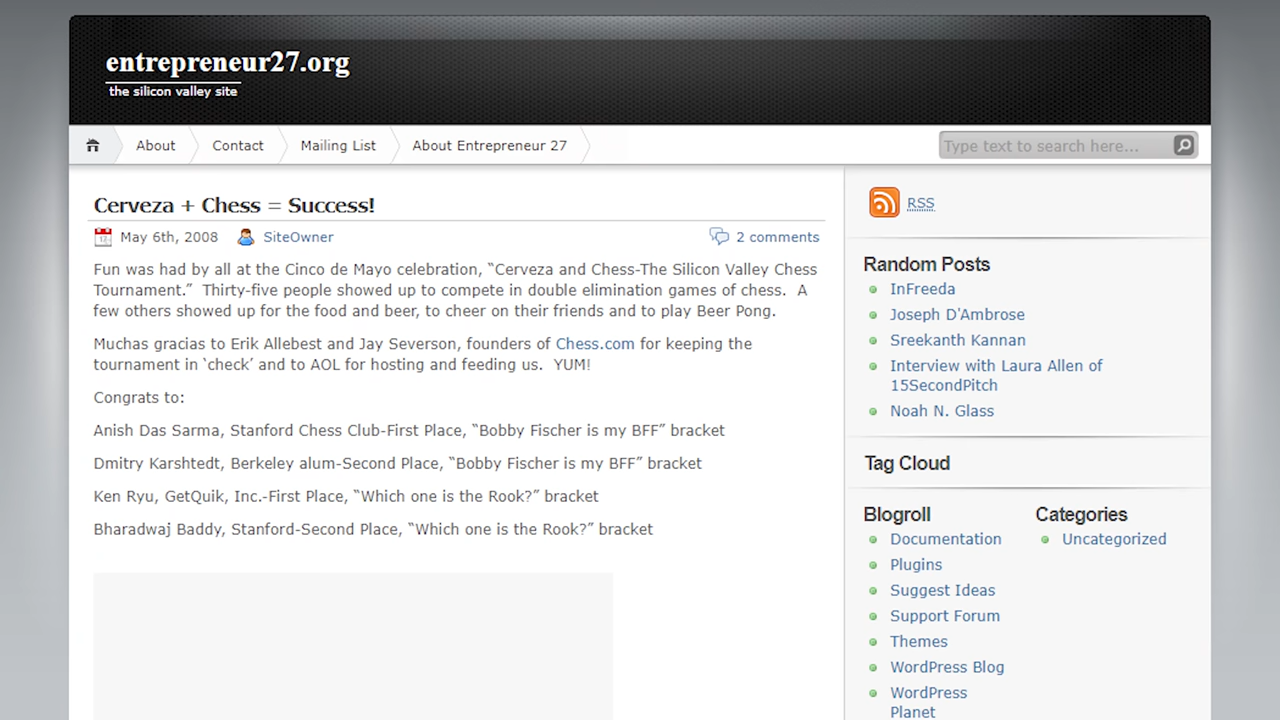 entrepreneur27.org
the silicon valley site
About
Contact
Mailing List
About Entrepreneur 27
Type text to search here...
Cerveza + Chess = Success!
May 6th, 2008
SiteOwner
2 comments
Fun was had by all at the Cinco de Mayo celebration, “Cerveza and Chess-The Silicon Valley Chess
Tournament.”  Thirty-five people showed up to compete in double elimination games of chess.  A
few others showed up for the food and beer, to cheer on their friends and to play Beer Pong.
Muchas gracias to Erik Allebest and Jay Severson, founders of Chess.com for keeping the
tournament in ‘check’ and to AOL for hosting and feeding us.  YUM!
Congrats to:
Anish Das Sarma, Stanford Chess Club-First Place, “Bobby Fischer is my BFF” bracket
Dmitry Karshtedt, Berkeley alum-Second Place, “Bobby Fischer is my BFF” bracket
Ken Ryu, GetQuik, Inc.-First Place, “Which one is the Rook?” bracket
Bharadwaj Baddy, Stanford-Second Place, “Which one is the Rook?” bracket
RSS
Random Posts
InFreeda
Joseph D'Ambrose
Sreekanth Kannan
Interview with Laura Allen of
15SecondPitch
Noah N. Glass
Tag Cloud
Blogroll
Documentation
Plugins
Suggest Ideas
Support Forum
Themes
WordPress Blog
WordPress
Planet
Categories
Uncategorized